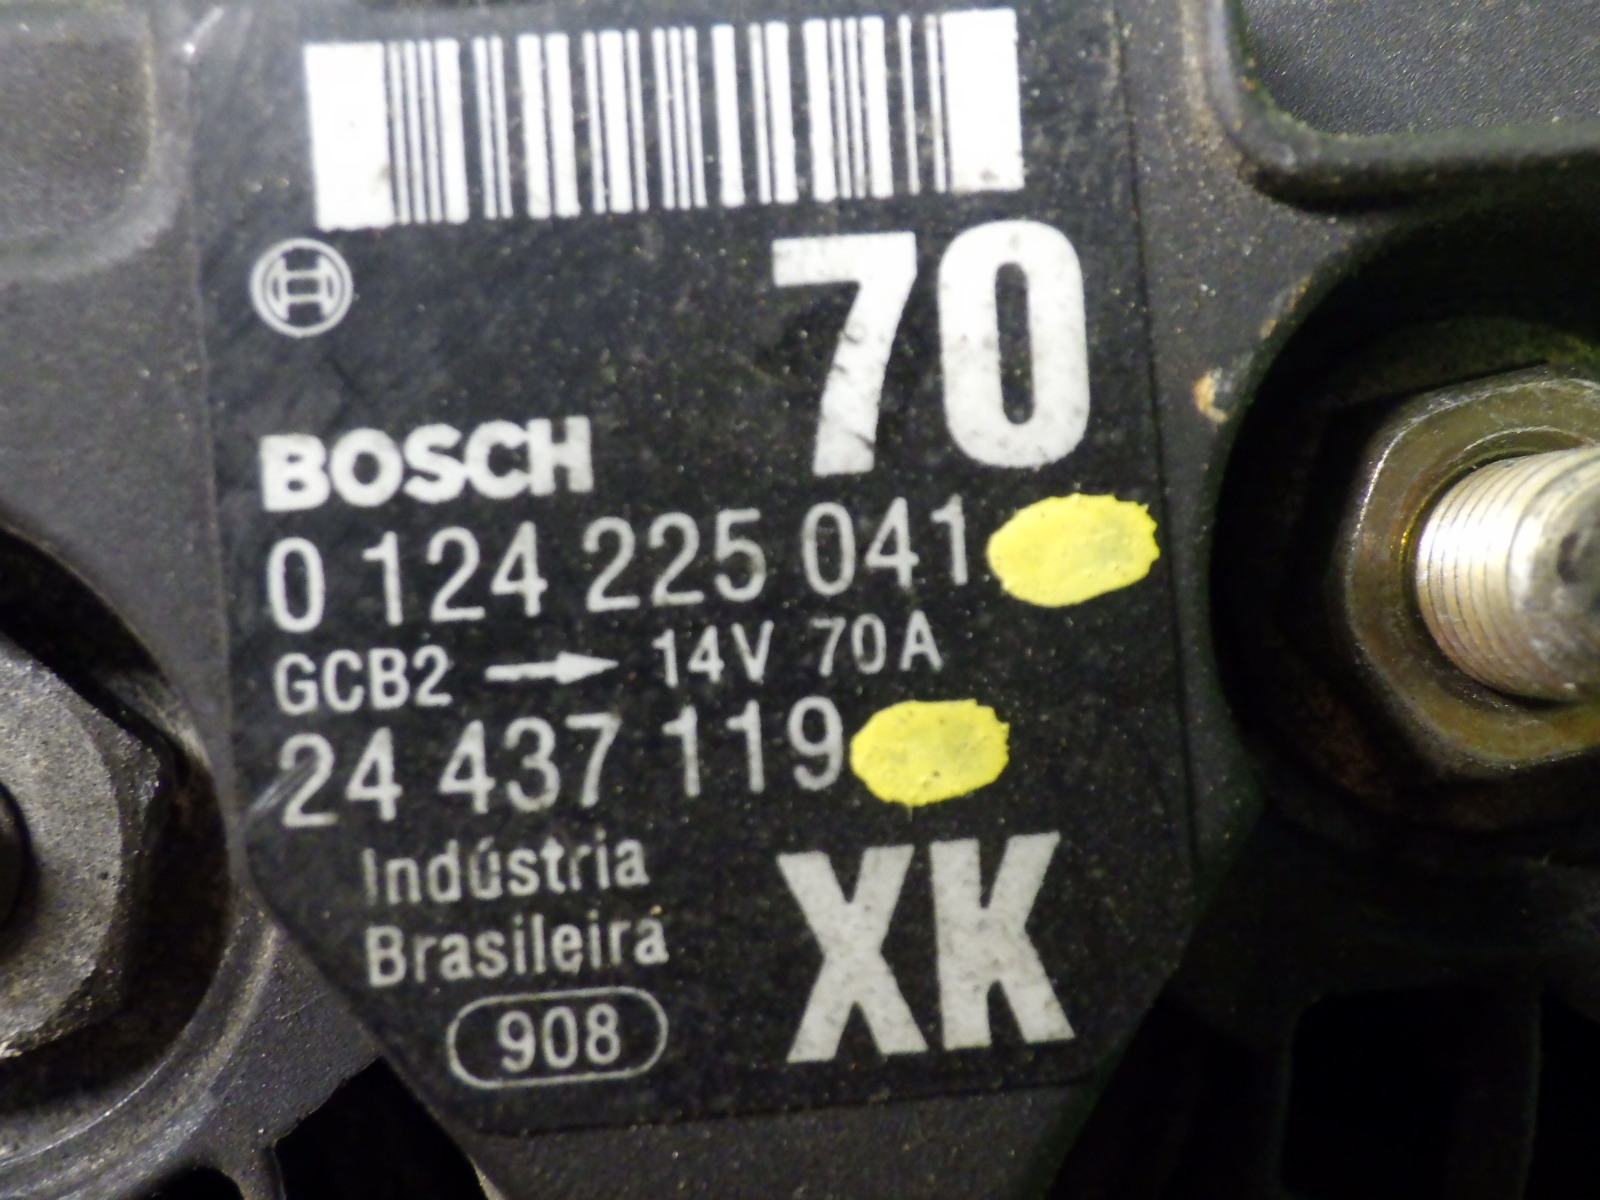 70
BOSCH
0 124 225 041
GCB2 → 14V 70A
24 437 119
Indústria
Brasileira
XK
908